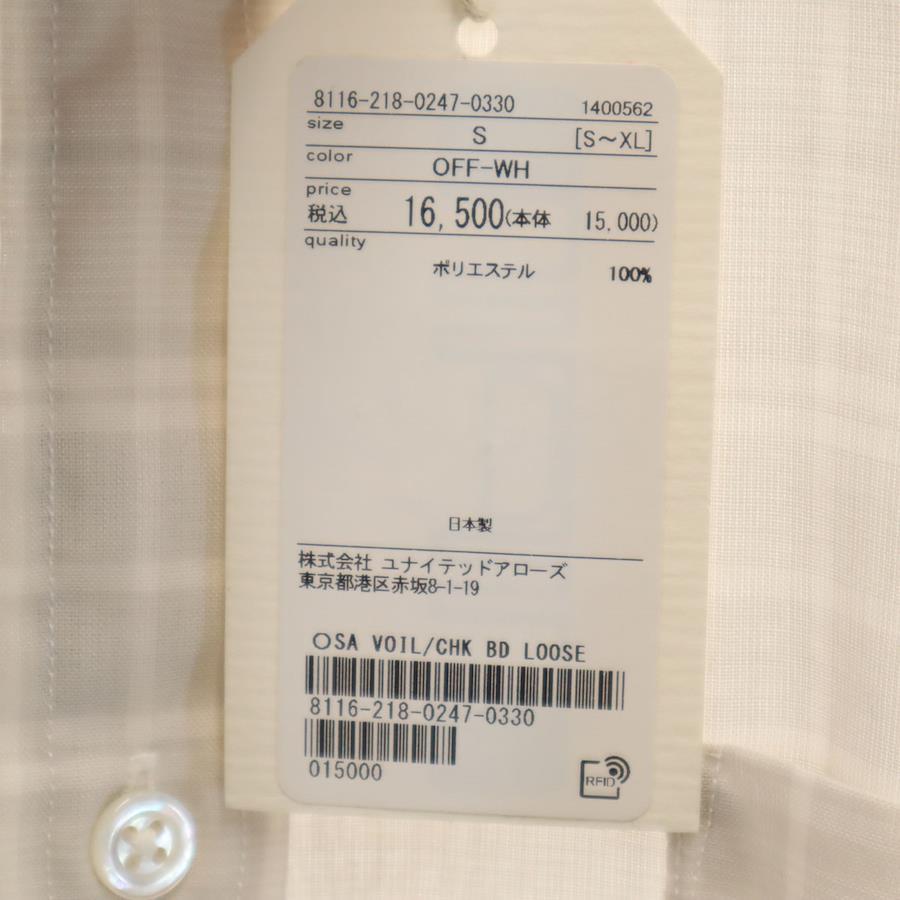 8116-218-0247-0330 1400562
size S [S〜XL]
color OFF-WH
price
税込 16,500(本体 15,000)
quality
ポリエステル 100%
日本製
株式会社 ユナイテッドアローズ
東京都港区赤坂8-1-19
〇SA VOIL/CHK BD LOOSE
8116-218-0247-0330
015000
RFID